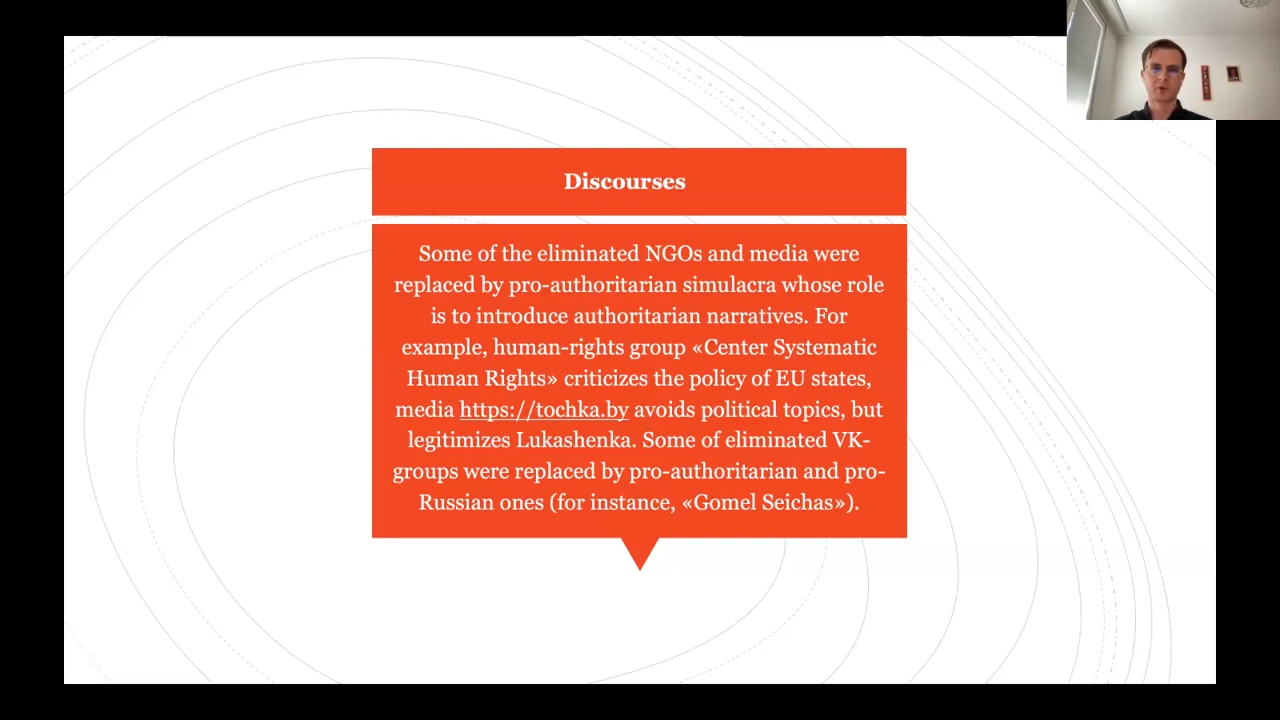 Discourses
Some of the eliminated NGOs and media were
replaced by pro-authoritarian simulacra whose role
is to introduce authoritarian narratives. For
example, human-rights group «Center Systematic
Human Rights» criticizes the policy of EU states,
media https://tochka.by avoids political topics, but
legitimizes Lukashenka. Some of eliminated VK-
groups were replaced by pro-authoritarian and pro-
Russian ones (for instance, «Gomel Seichas»).